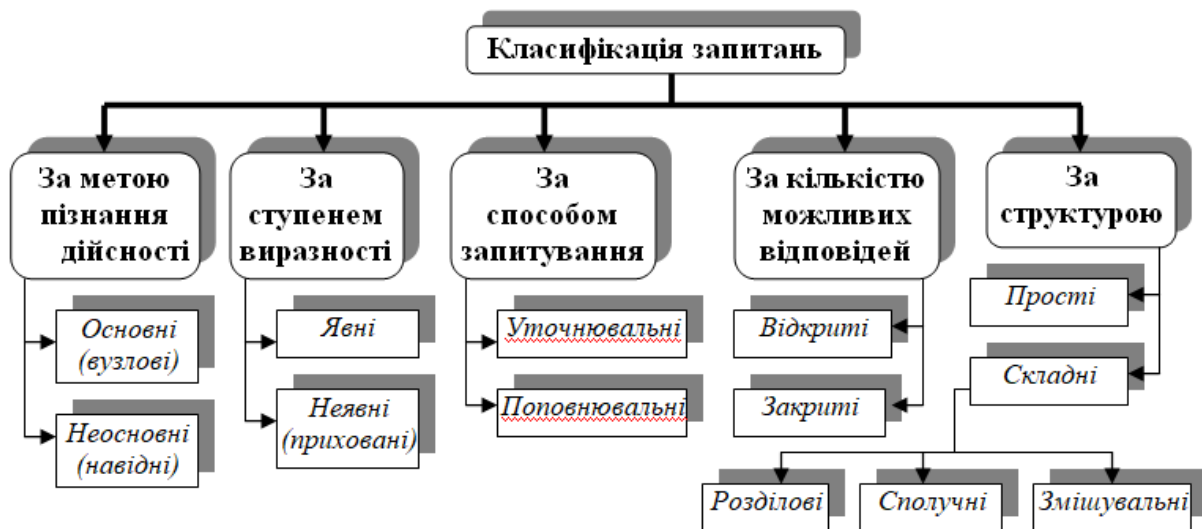 Класифікація запитань
За метою
пізнання
дійсності
Основні
(вузлові)
Неосновні
(навідні)
За
ступенем
виразності
Явні
Неявні
(приховані)
За
способом
запитування
Уточнювальні
Поповнювальні
За кількістю
можливих
відповідей
Відкриті
Закриті
За
структурою
Прості
Складні
Розділові
Сполучні
Змішувальні